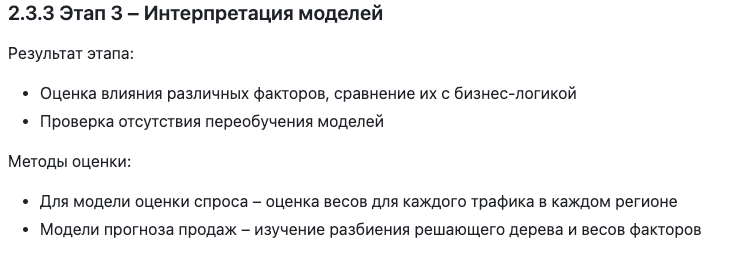 2.3.3 Этап 3 – Интерпретация моделей
Результат этапа:
• Оценка влияния различных факторов, сравнение их с бизнес-логикой
• Проверка отсутствия переобучения моделей
Методы оценки:
• Для модели оценки спроса – оценка весов для каждого трафика в каждом регионе
• Модели прогноза продаж – изучение разбиения решающего дерева и весов факторов